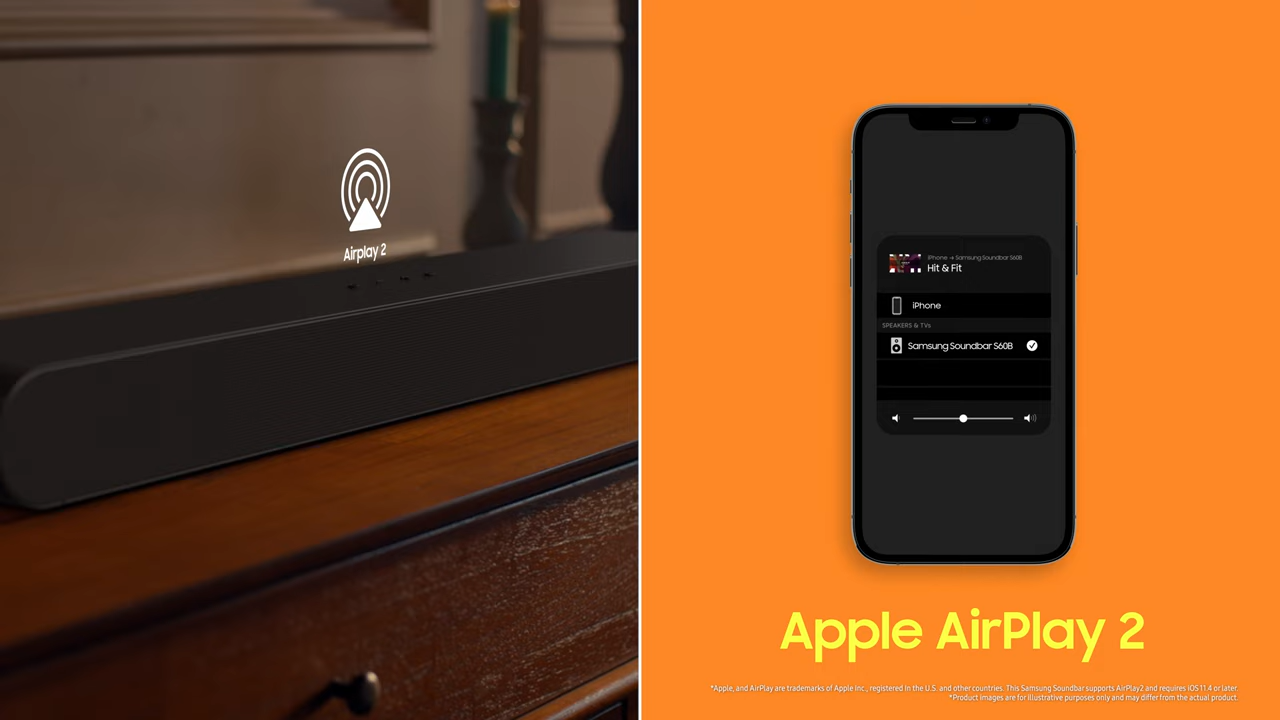 Airplay 2
iPhone → Samsung Soundbar S60B
Hit & Fit
iPhone
SPEAKERS & TVs
Samsung Soundbar S60B
Apple AirPlay 2
*Apple, and AirPlay are trademarks of Apple Inc., registered in the U.S. and other countries. This Samsung Soundbar supports AirPlay2 and requires iOS 11.4 or later.
*Product images are for illustrative purposes only and may differ from the actual product.